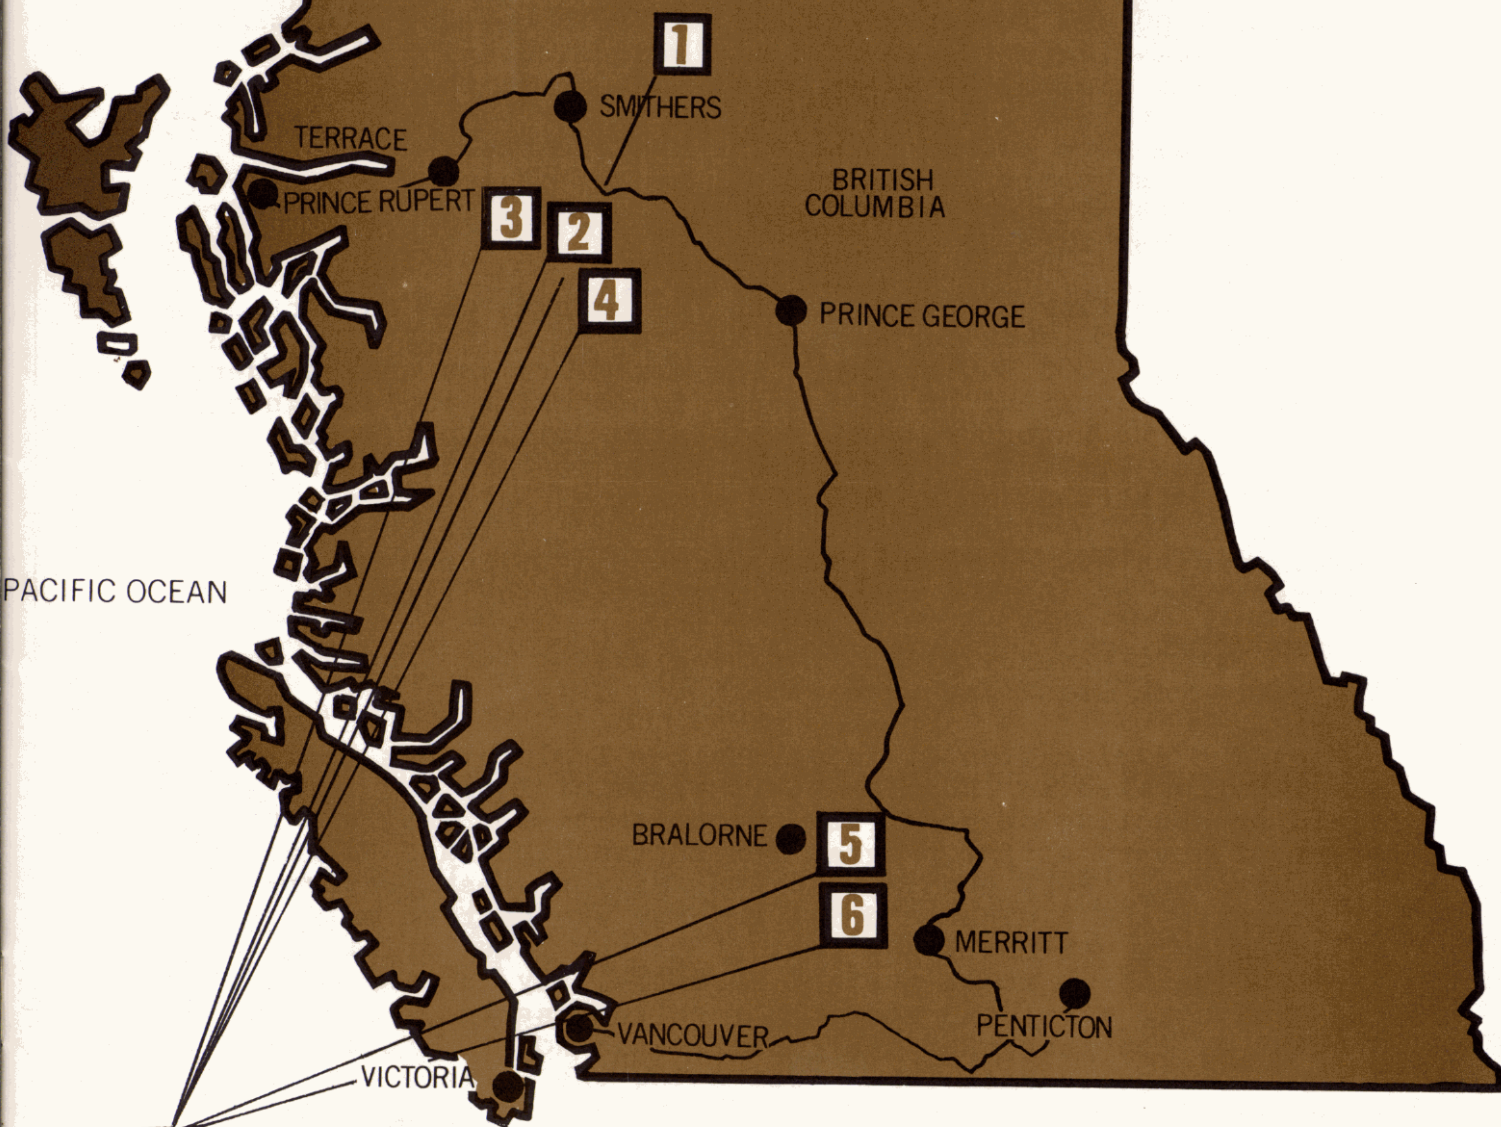 1
SMITHERS
TERRACE
BRITISH
COLUMBIA
PRINCE RUPERT
3
2
4
PRINCE GEORGE
PACIFIC OCEAN
BRALORNE
5
6
MERRITT
PENTICTON
VANCOUVER
VICTORIA